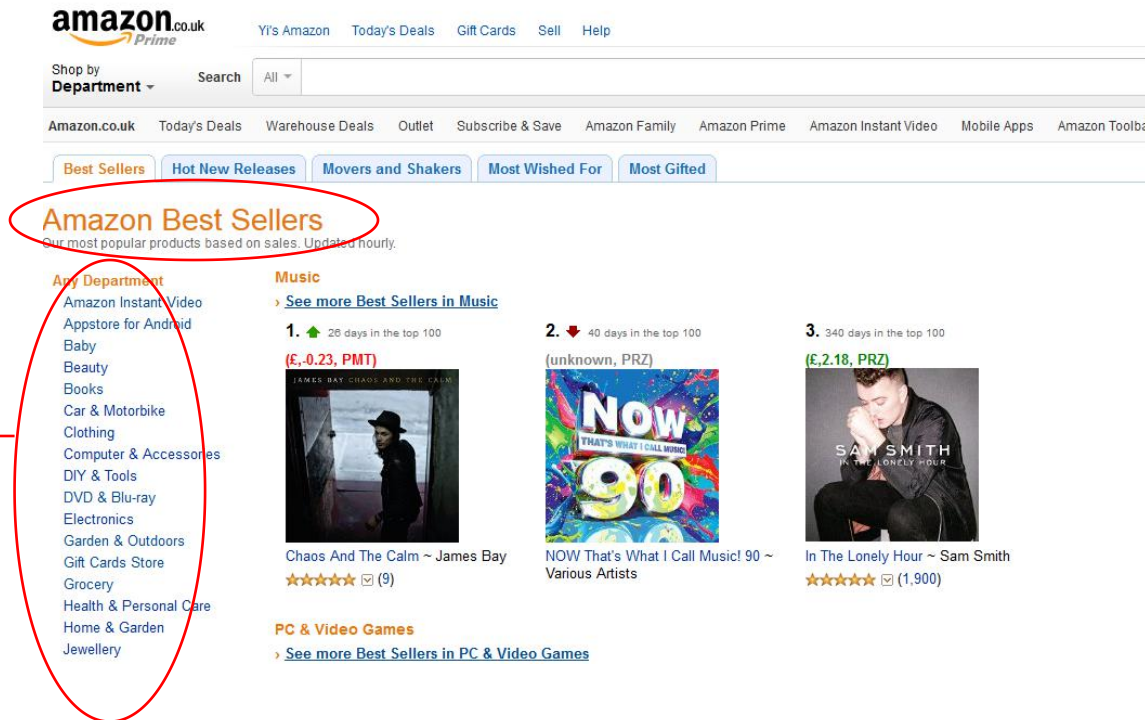 amazon.co.uk
Prime
Yi's Amazon Today's Deals Gift Cards Sell Help
Shop by
Department
Search All
Amazon.co.uk Today's Deals Warehouse Deals Outlet Subscribe & Save Amazon Family Amazon Prime Amazon Instant Video Mobile Apps Amazon Toolba
Best Sellers Hot New Releases Movers and Shakers Most Wished For Most Gifted
Amazon Best Sellers
Our most popular products based on sales. Updated hourly.
Any Department
Amazon Instant Video
Appstore for Android
Baby
Beauty
Books
Car & Motorbike
Clothing
Computer & Accessories
DIY & Tools
DVD & Blu-ray
Electronics
Garden & Outdoors
Gift Cards Store
Grocery
Health & Personal Care
Home & Garden
Jewellery
Music
› See more Best Sellers in Music
1. 26 days in the top 100
(£,-0.23, PMT)
JAMES BAY CHAOS AND THE CALM
Chaos And The Calm ~ James Bay
(9)
2. 40 days in the top 100
(unknown, PRZ)
NOW
THAT'S WHAT I CALL MUSIC!
90
NOW That's What I Call Music! 90 ~
Various Artists
3. 340 days in the top 100
(£,2.18, PRZ)
SAM SMITH
IN THE LONELY HOUR
In The Lonely Hour ~ Sam Smith
(1,900)
PC & Video Games
› See more Best Sellers in PC & Video Games